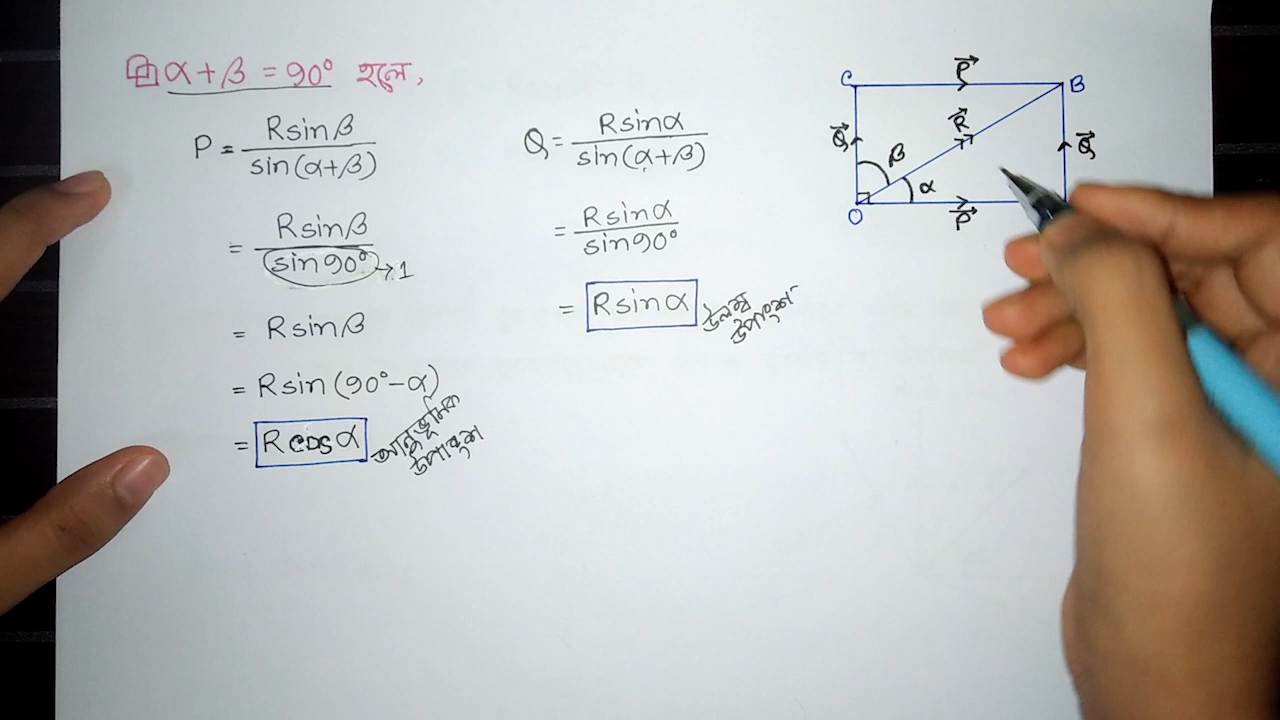 α+β = 90° হলে,
P = Rsinβ / sin(α+β)
= Rsinβ / sin90° → 1
= Rsinβ
= Rsin(90°-α)
= Rcosα আনুভূমিক উপাংশ
Q = Rsinα / sin(α+β)
= Rsinα / sin90°
= Rsinα উলম্ব উপাংশ
C P⃗ B
Q⃗ R⃗ Q⃗
β
α
O P⃗